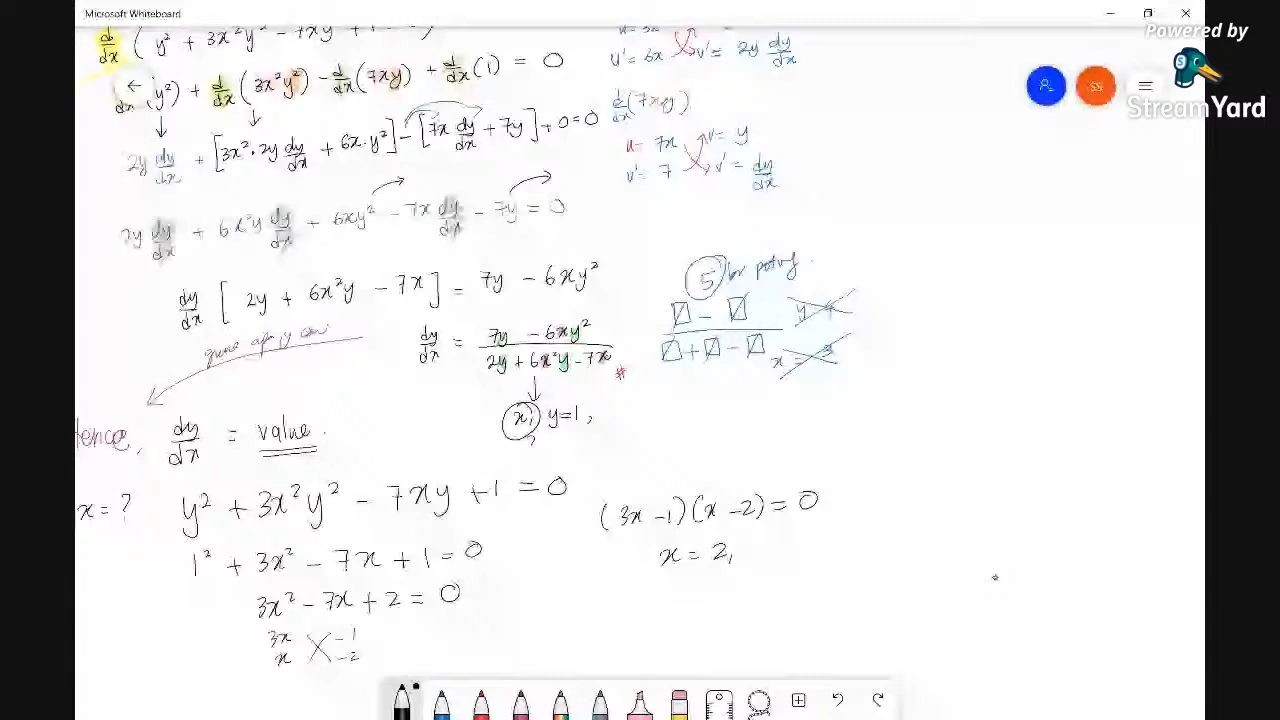 Microsoft Whiteboard
Powered by
StreamYard
SS
d/dx ( y² + 3x²y² - 7xy + 1
d/dx (y²) + d/dx (3x²y²) - d/dx (7xy) + d/dx (1) = 0
2y dy/dx + [3x² · 2y dy/dx + 6x · y²] - [7x dy/dx + 7y] + 0 = 0
2y dy/dx + 6x²y dy/dx + 6xy² - 7x dy/dx - 7y = 0
dy/dx [ 2y + 6x²y - 7x ] = 7y - 6xy²
dy/dx = (7y - 6xy²)/(2y + 6x²y - 7x) #
x, y=1,
?
Hence, dy/dx = value.
x = ? y² + 3x²y² - 7xy + 1 = 0
1² + 3x² - 7x + 1 = 0
3x² - 7x + 2 = 0
3x -1
x -2
u' = 6x v' = 2y dy/dx
d/dx (7xy)
u = 7x v = y
u' = 7 v' = dy/dx
5
□ - □ y
□ + □ - □ x =
(3x - 1)(x - 2) = 0
x = 2,